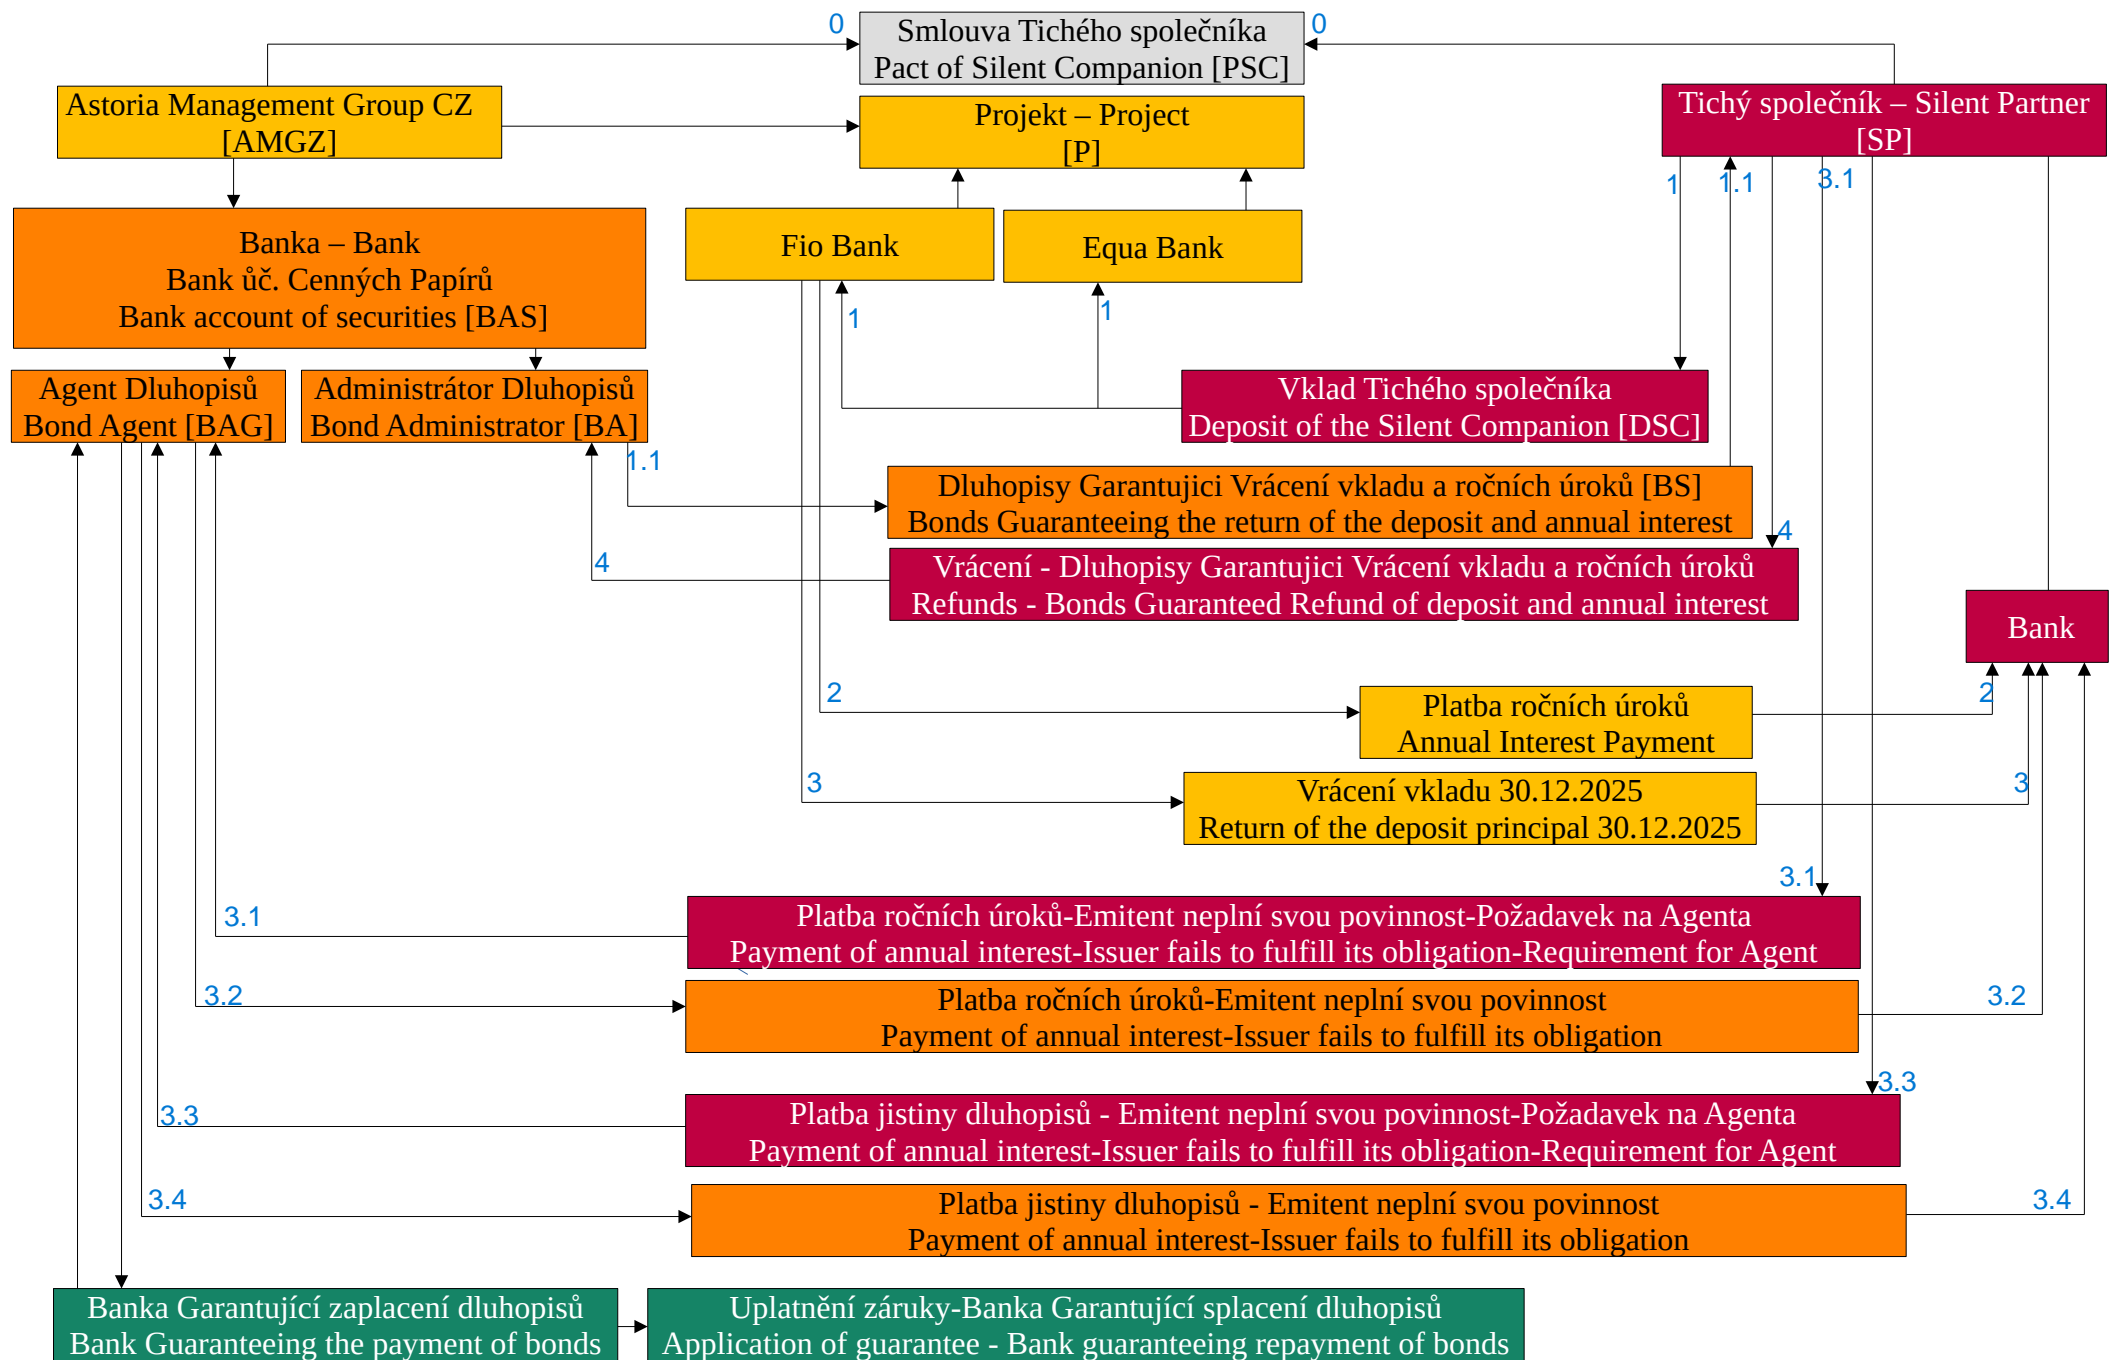 0
Smlouva Tichého společníka
Pact of Silent Companion [PSC]
0
Astoria Management Group CZ
[AMGZ]
Projekt – Project
[P]
Tichý společník – Silent Partner
[SP]
1
1.1
3.1
Banka – Bank
Bank ůč. Cenných Papírů
Bank account of securities [BAS]
Fio Bank
Equa Bank
1
1
Agent Dluhopisů
Bond Agent [BAG]
Administrátor Dluhopisů
Bond Administrator [BA]
Vklad Tichého společníka
Deposit of the Silent Companion [DSC]
1.1
Dluhopisy Garantujici Vrácení vkladu a ročních úroků [BS]
Bonds Guaranteeing the return of the deposit and annual interest
4
4
Vrácení - Dluhopisy Garantujici Vrácení vkladu a ročních úroků
Refunds - Bonds Guaranteed Refund of deposit and annual interest
Bank
2
Platba ročních úroků
Annual Interest Payment
2
3
Vrácení vkladu 30.12.2025
Return of the deposit principal 30.12.2025
3
3.1
3.1
Platba ročních úroků-Emitent neplní svou povinnost-Požadavek na Agenta
Payment of annual interest-Issuer fails to fulfill its obligation-Requirement for Agent
3.2
Platba ročních úroků-Emitent neplní svou povinnost
Payment of annual interest-Issuer fails to fulfill its obligation
3.2
3.3
3.3
Platba jistiny dluhopisů - Emitent neplní svou povinnost-Požadavek na Agenta
Payment of annual interest-Issuer fails to fulfill its obligation-Requirement for Agent
3.4
Platba jistiny dluhopisů - Emitent neplní svou povinnost
Payment of annual interest-Issuer fails to fulfill its obligation
3.4
Banka Garantující zaplacení dluhopisů
Bank Guaranteeing the payment of bonds
Uplatnění záruky-Banka Garantující splacení dluhopisů
Application of guarantee - Bank guaranteeing repayment of bonds